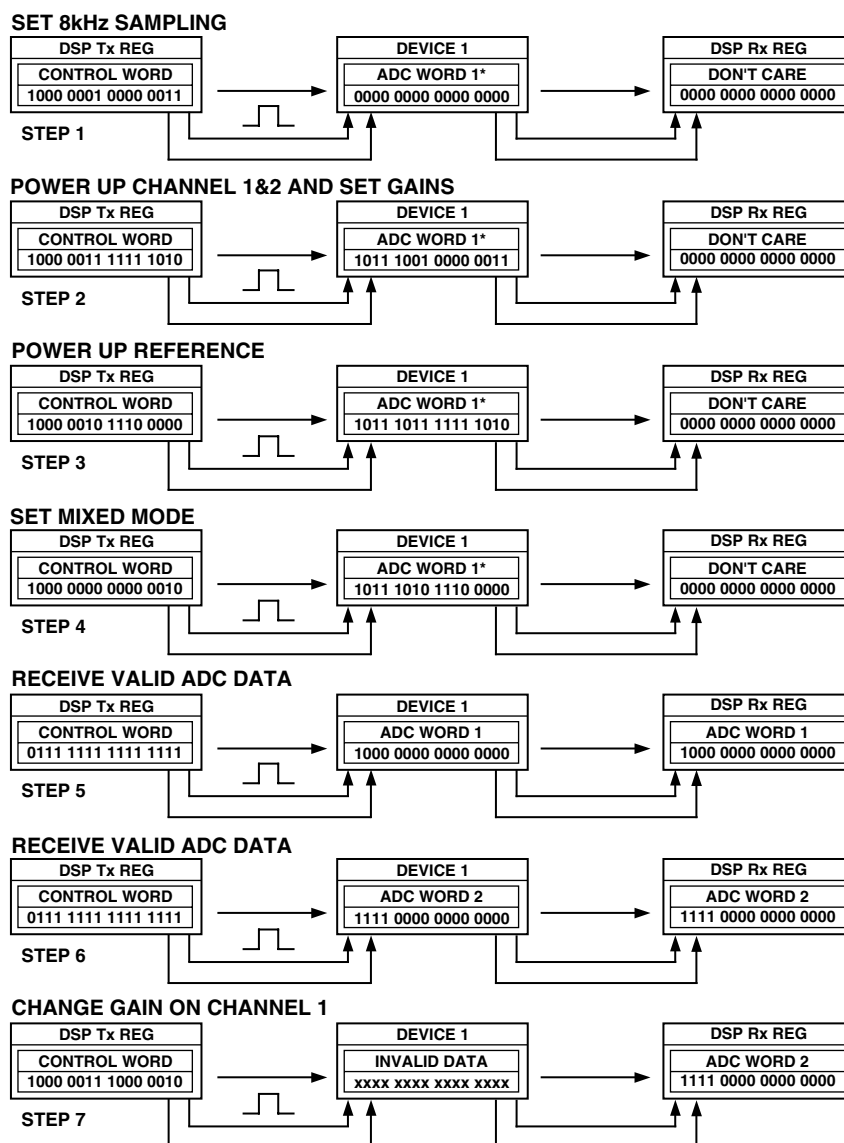 SET 8kHz SAMPLING
DSP Tx REG DEVICE 1 DSP Rx REG
CONTROL WORD ADC WORD 1* DON'T CARE
1000 0001 0000 0011 0000 0000 0000 0000 0000 0000 0000 0000
STEP 1
POWER UP CHANNEL 1&2 AND SET GAINS
DSP Tx REG DEVICE 1 DSP Rx REG
CONTROL WORD ADC WORD 1* DON'T CARE
1000 0011 1111 1010 1011 1001 0000 0011 0000 0000 0000 0000
STEP 2
POWER UP REFERENCE
DSP Tx REG DEVICE 1 DSP Rx REG
CONTROL WORD ADC WORD 1* DON'T CARE
1000 0010 1110 0000 1011 1011 1111 1010 0000 0000 0000 0000
STEP 3
SET MIXED MODE
DSP Tx REG DEVICE 1 DSP Rx REG
CONTROL WORD ADC WORD 1* DON'T CARE
1000 0000 0000 0010 1011 1010 1110 0000 0000 0000 0000 0000
STEP 4
RECEIVE VALID ADC DATA
DSP Tx REG DEVICE 1 DSP Rx REG
CONTROL WORD ADC WORD 1 ADC WORD 1
0111 1111 1111 1111 1000 0000 0000 0000 1000 0000 0000 0000
STEP 5
RECEIVE VALID ADC DATA
DSP Tx REG DEVICE 1 DSP Rx REG
CONTROL WORD ADC WORD 2 ADC WORD 2
0111 1111 1111 1111 1111 0000 0000 0000 1111 0000 0000 0000
STEP 6
CHANGE GAIN ON CHANNEL 1
DSP Tx REG DEVICE 1 DSP Rx REG
CONTROL WORD INVALID DATA ADC WORD 2
1000 0011 1000 0010 xxxx xxxx xxxx xxxx 1111 0000 0000 0000
STEP 7